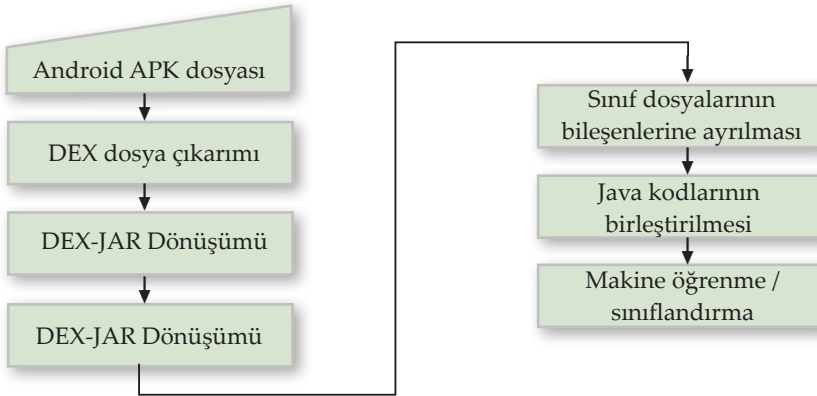 Android APK dosyası
DEX dosya çıkarımı
DEX-JAR Dönüşümü
DEX-JAR Dönüşümü
Sınıf dosyalarının
bileşenlerine ayrılması
Java kodlarının
birleştirilmesi
Makine öğrenme /
sınıflandırma